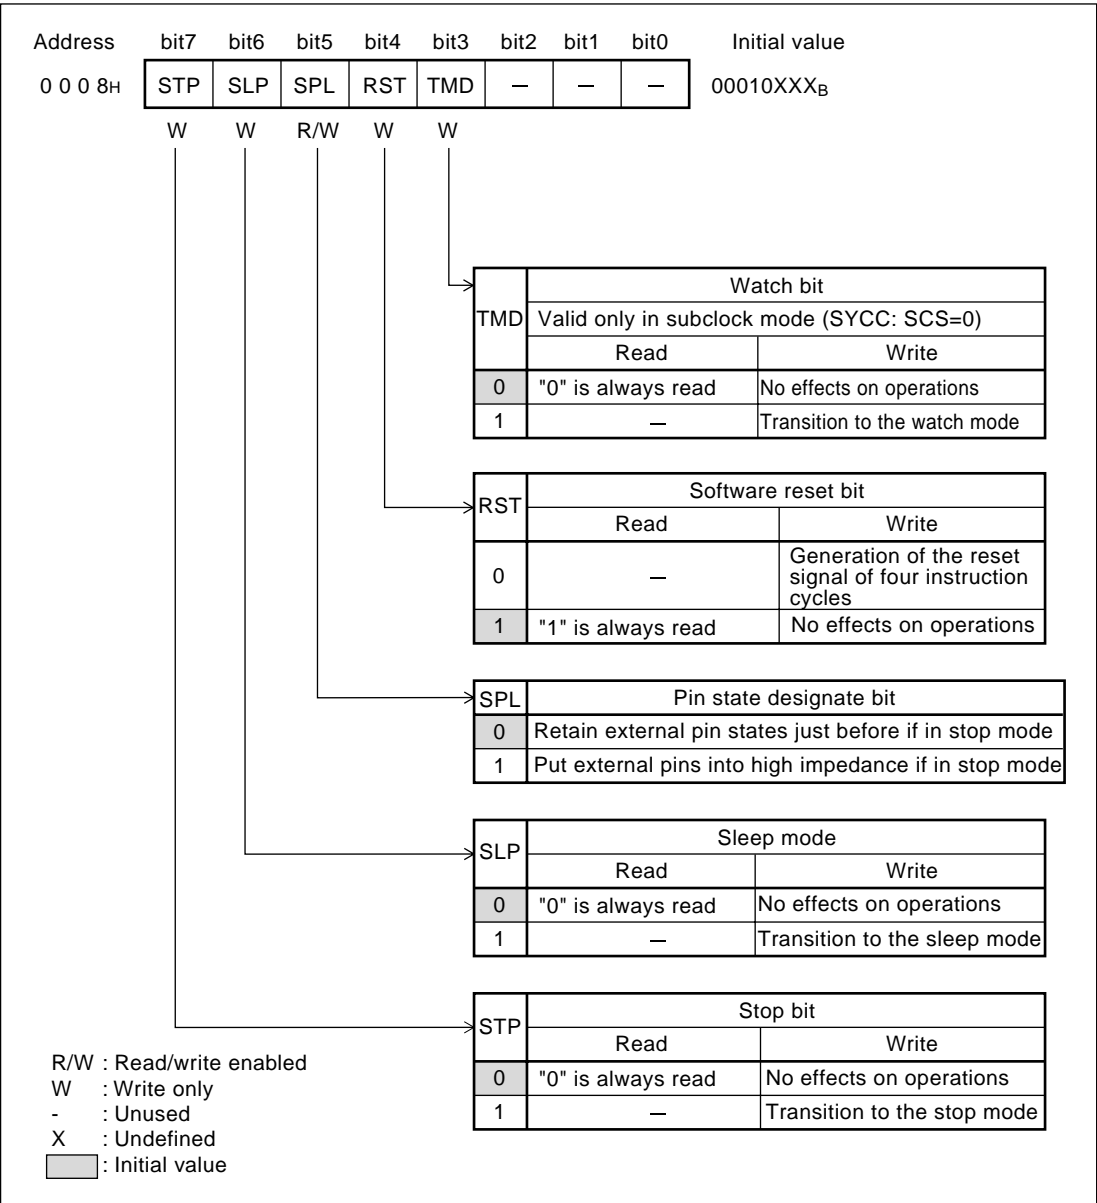 Address bit7 bit6 bit5 bit4 bit3 bit2 bit1 bit0 Initial value
0 0 0 8H STP SLP SPL RST TMD – – – 00010XXXB
W W R/W W W
Watch bit
TMD Valid only in subclock mode (SYCC: SCS=0)
Read Write
0 "0" is always read No effects on operations
1 – Transition to the watch mode
Software reset bit
RST
Read Write
0 – Generation of the reset
signal of four instruction
cycles
1 "1" is always read No effects on operations
SPL Pin state designate bit
0 Retain external pin states just before if in stop mode
1 Put external pins into high impedance if in stop mode
Sleep mode
SLP
Read Write
0 "0" is always read No effects on operations
1 – Transition to the sleep mode
Stop bit
STP
Read Write
0 "0" is always read No effects on operations
1 – Transition to the stop mode
R/W : Read/write enabled
W : Write only
- : Unused
X : Undefined
: Initial value